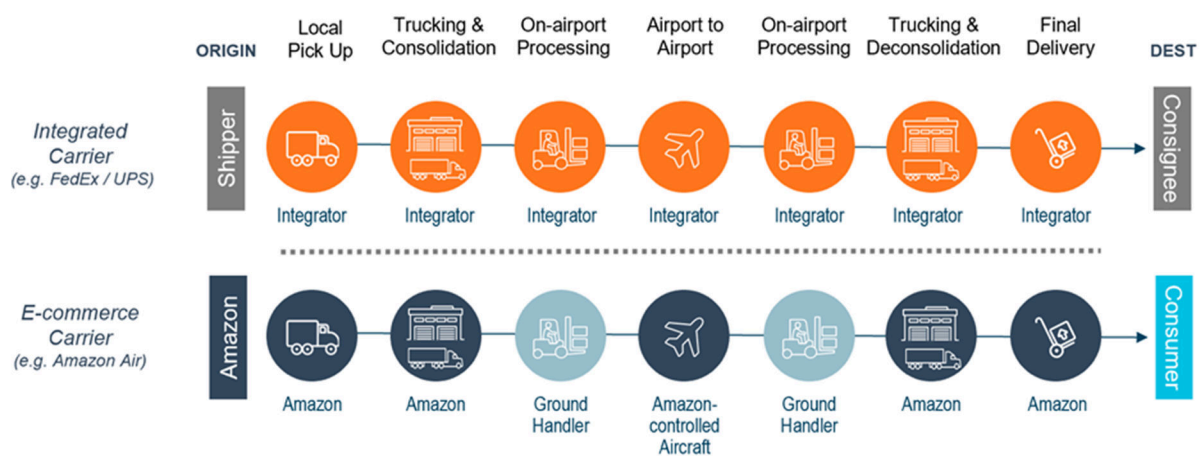 ORIGIN
Local
Pick Up
Trucking &
Consolidation
On-airport
Processing
Airport to
Airport
On-airport
Processing
Trucking &
Deconsolidation
Final
Delivery
DEST
Integrated
Carrier
(e.g. FedEx / UPS)
Shipper
Integrator
Integrator
Integrator
Integrator
Integrator
Integrator
Integrator
Consignee
E-commerce
Carrier
(e.g. Amazon Air)
Amazon
Amazon
Amazon
Ground
Handler
Amazon-
controlled
Aircraft
Ground
Handler
Amazon
Amazon
Consumer